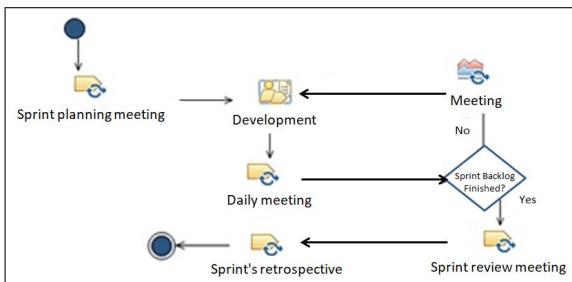 Sprint planning meeting
Development
Meeting
No
Daily meeting
Sprint Backlog
Finished?
Yes
Sprint's retrospective
Sprint review meeting